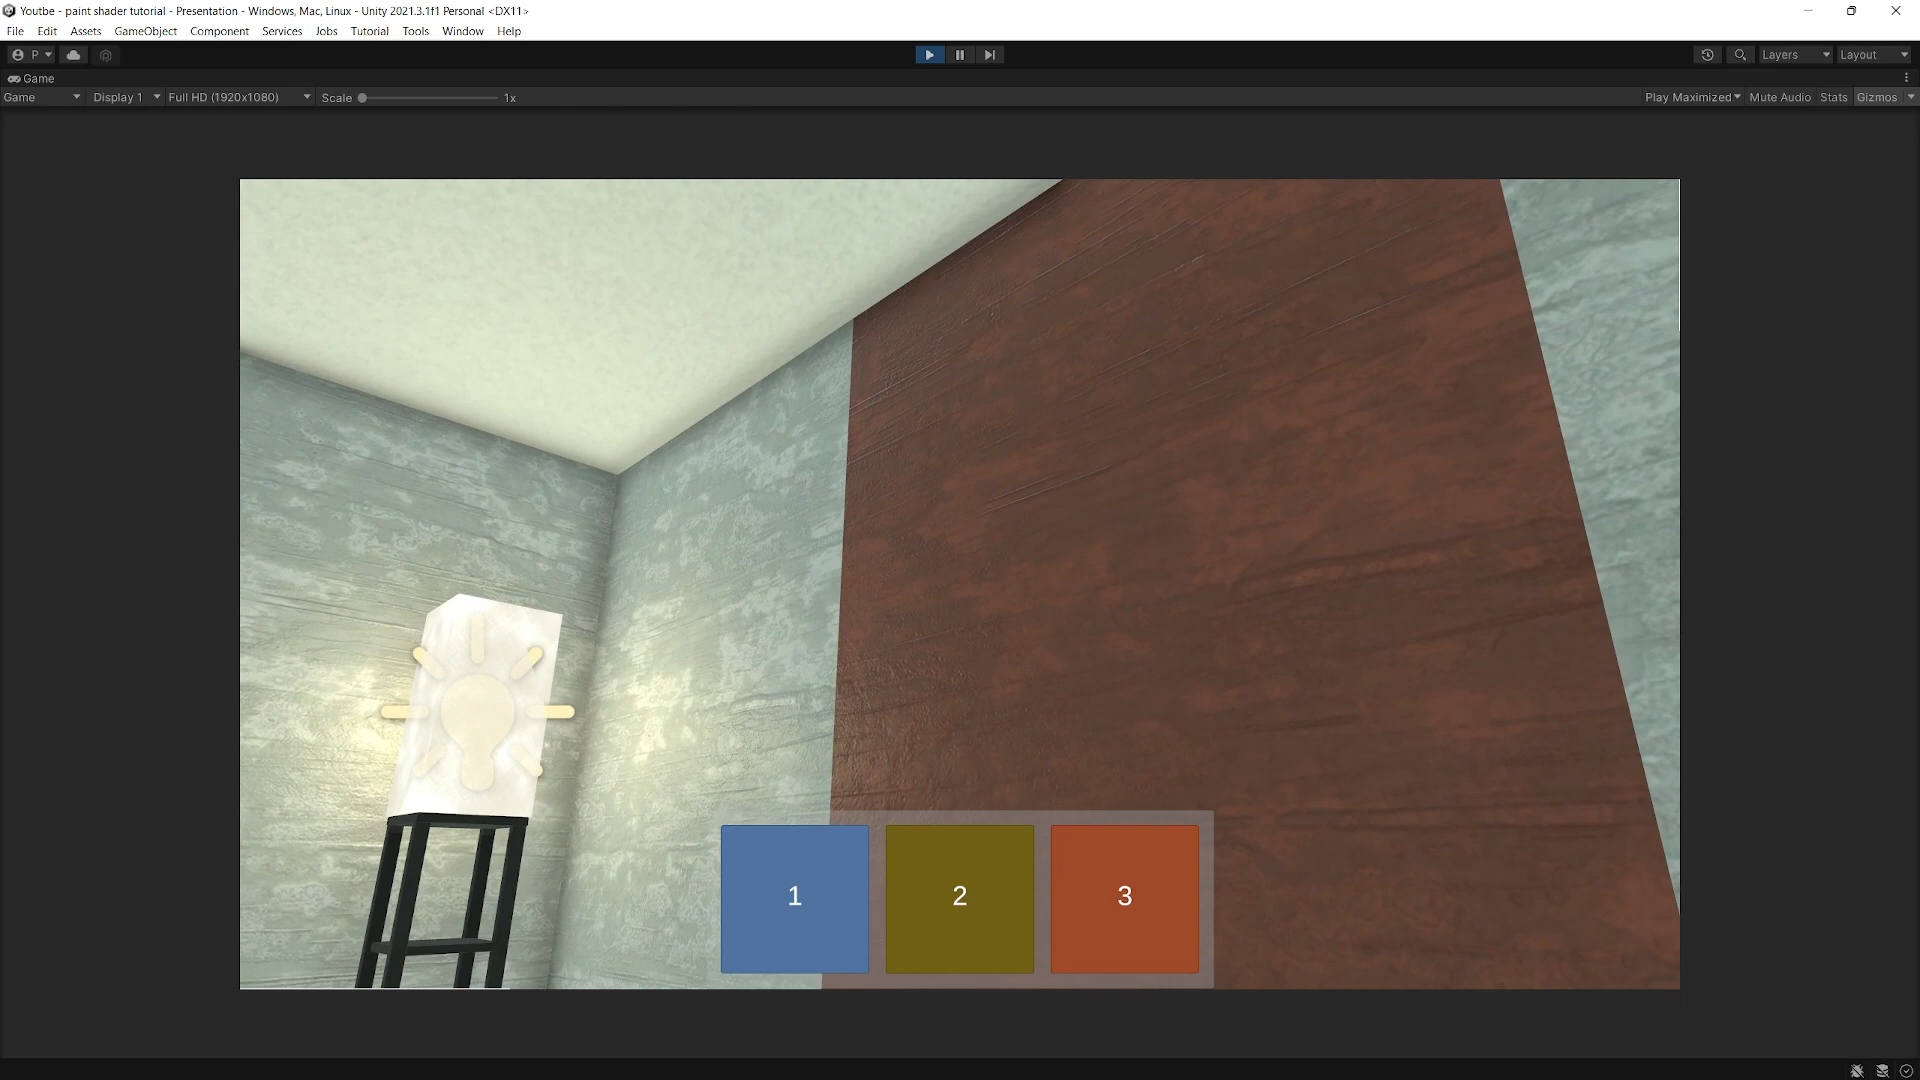 Youtbe - paint shader tutorial - Presentation - Windows, Mac, Linux - Unity 2021.3.1f1 Personal <DX11>
File Edit Assets GameObject Component Services Jobs Tutorial Tools Window Help
P Layers Layout
Game
Game Display 1 Full HD (1920x1080) Scale 1x Play Maximized Mute Audio Stats Gizmos
1 2 3